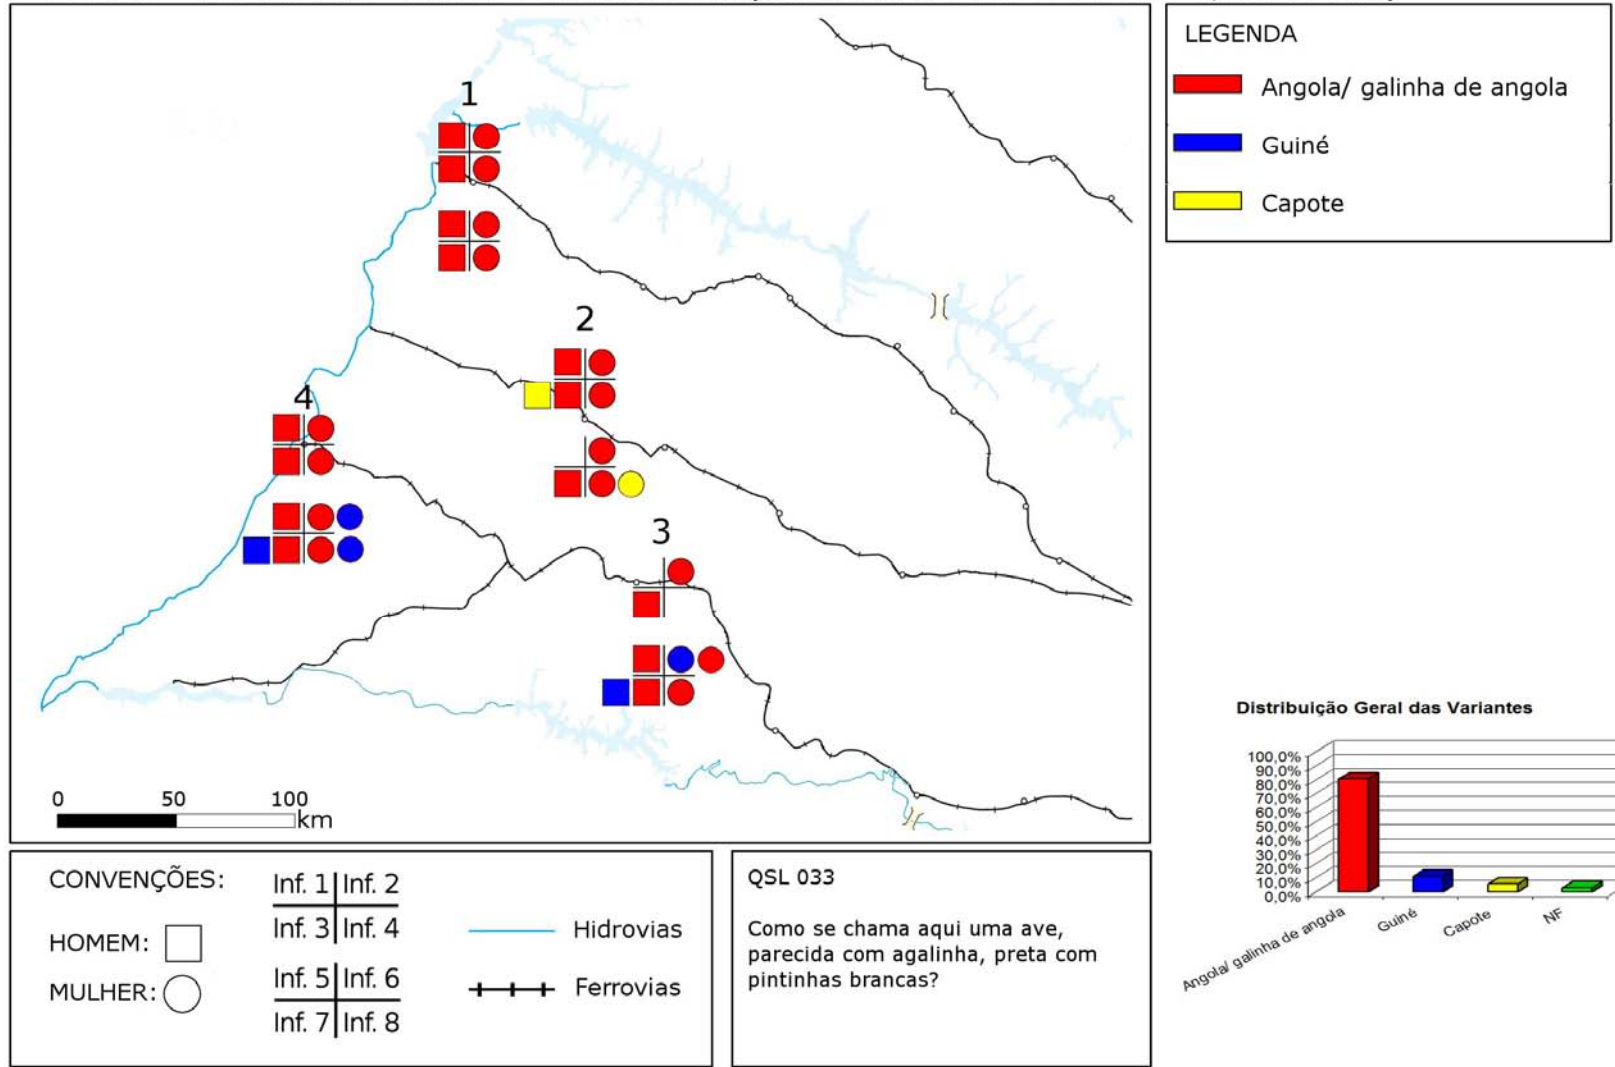 LEGENDA
Angola/ galinha de angola
Guiné
Capote
1
2
4
3
0 50 100
km
Distribuição Geral das Variantes
100,0%
90,0%
80,0%
70,0%
60,0%
50,0%
40,0%
30,0%
20,0%
10,0%
0,0%
Angola/ galinha de angola
Guiné
Capote
NF
CONVENÇÕES:
HOMEM:
MULHER:
Inf. 1 Inf. 2
Inf. 3 Inf. 4
Inf. 5 Inf. 6
Inf. 7 Inf. 8
Hidrovias
Ferrovias
QSL 033
Como se chama aqui uma ave,
parecida com agalinha, preta com
pintinhas brancas?